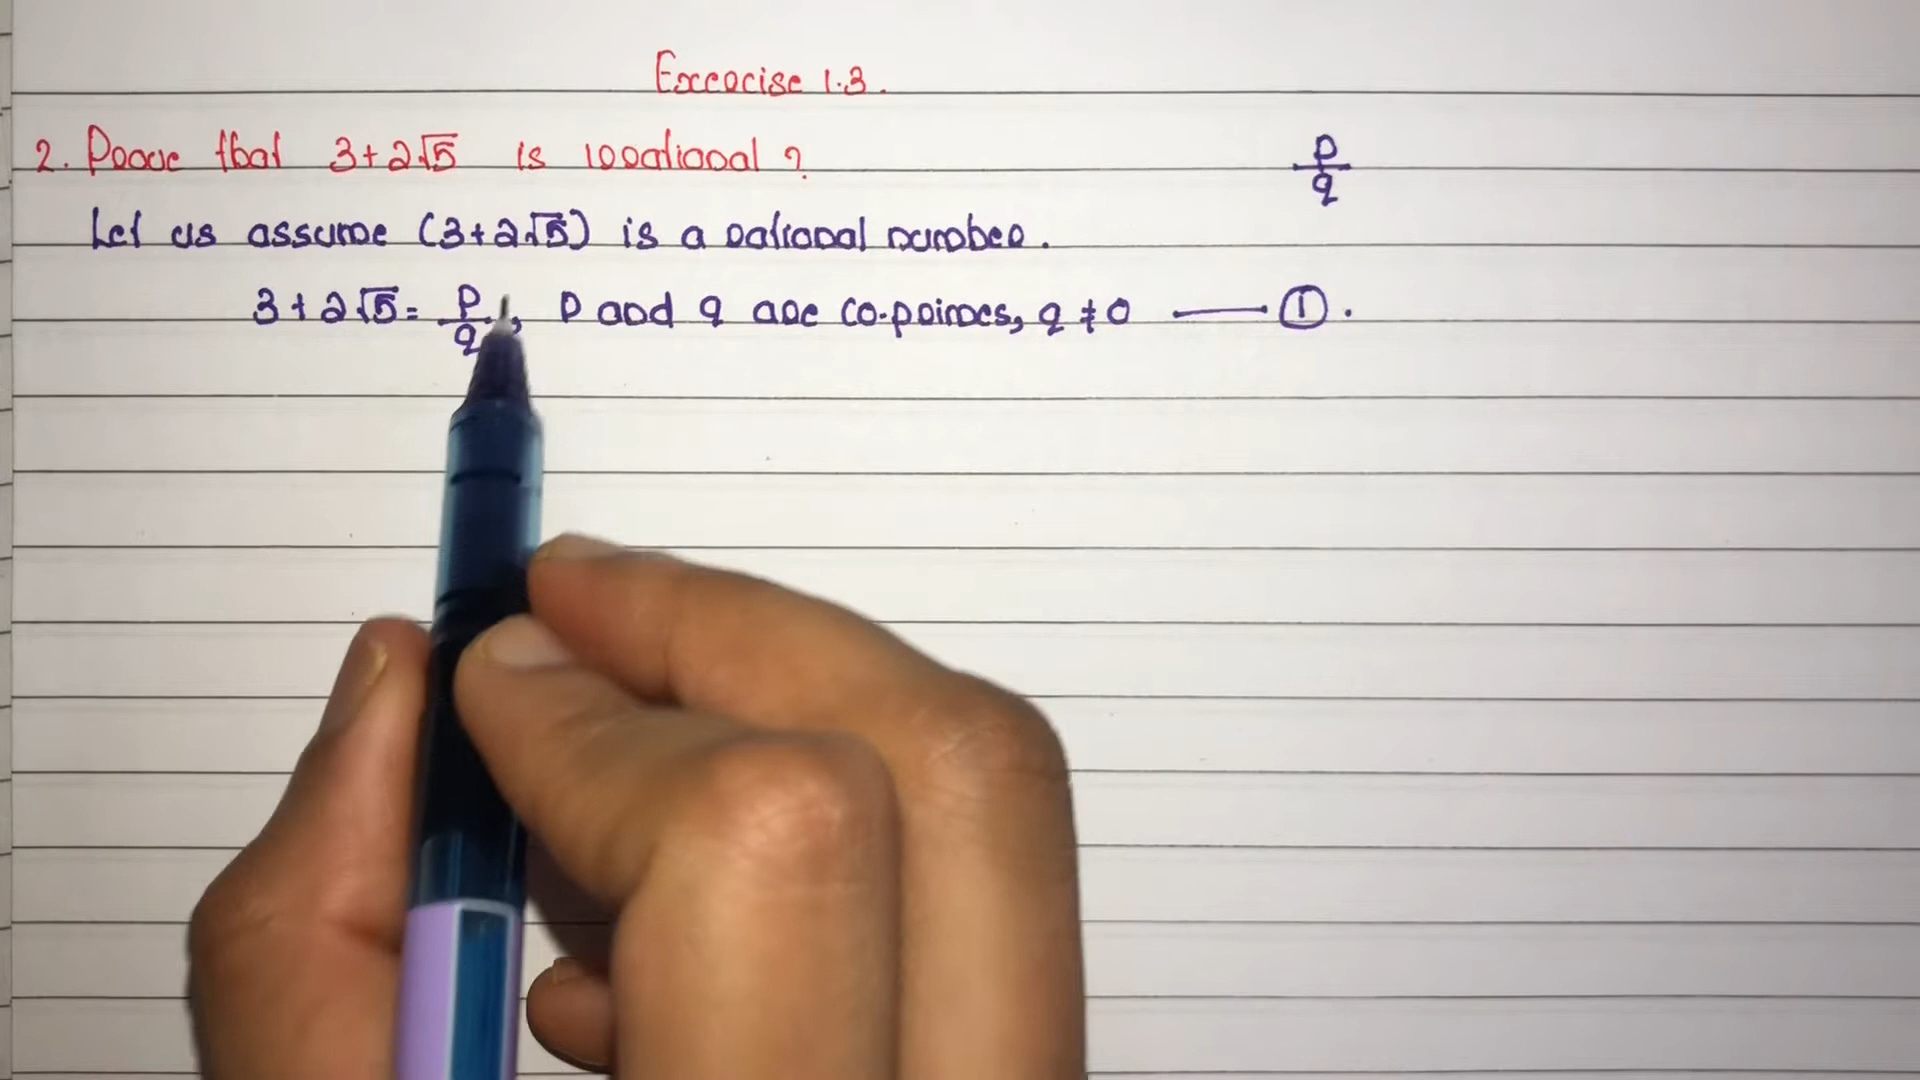 Exercise 1.3.
2. Prove that 3+2√5 is irrational ?
p/q
Let us assume (3+2√5) is a rational number.
3+2√5 = p/q, p and q are co-primes, q ≠ 0 —— ①.